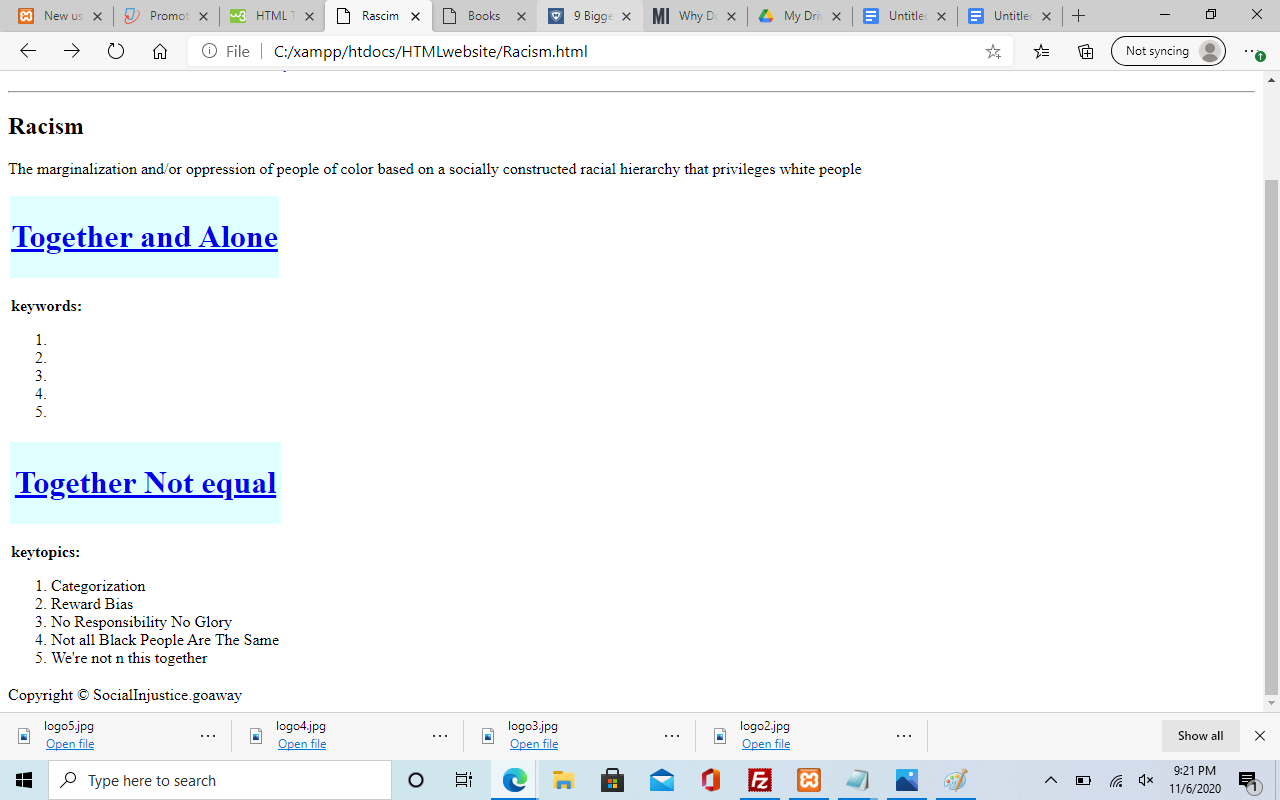 New us
Promot
HTML T
Rascim
Books
9 Bigge
Why Do
My Driv
Untitlec
Untitlec
File
C:/xampp/htdocs/HTMLwebsite/Racism.html
Not syncing
Racism
The marginalization and/or oppression of people of color based on a socially constructed racial hierarchy that privileges white people
Together and Alone
keywords:
1.
2.
3.
4.
5.
Together Not equal
keytopics:
1. Categorization
2. Reward Bias
3. No Responsibility No Glory
4. Not all Black People Are The Same
5. We're not n this together
Copyright © SocialInjustice.goaway
logo5.jpg
Open file
logo4.jpg
Open file
logo3.jpg
Open file
logo2.jpg
Open file
Show all
Type here to search
9:21 PM
11/6/2020
1